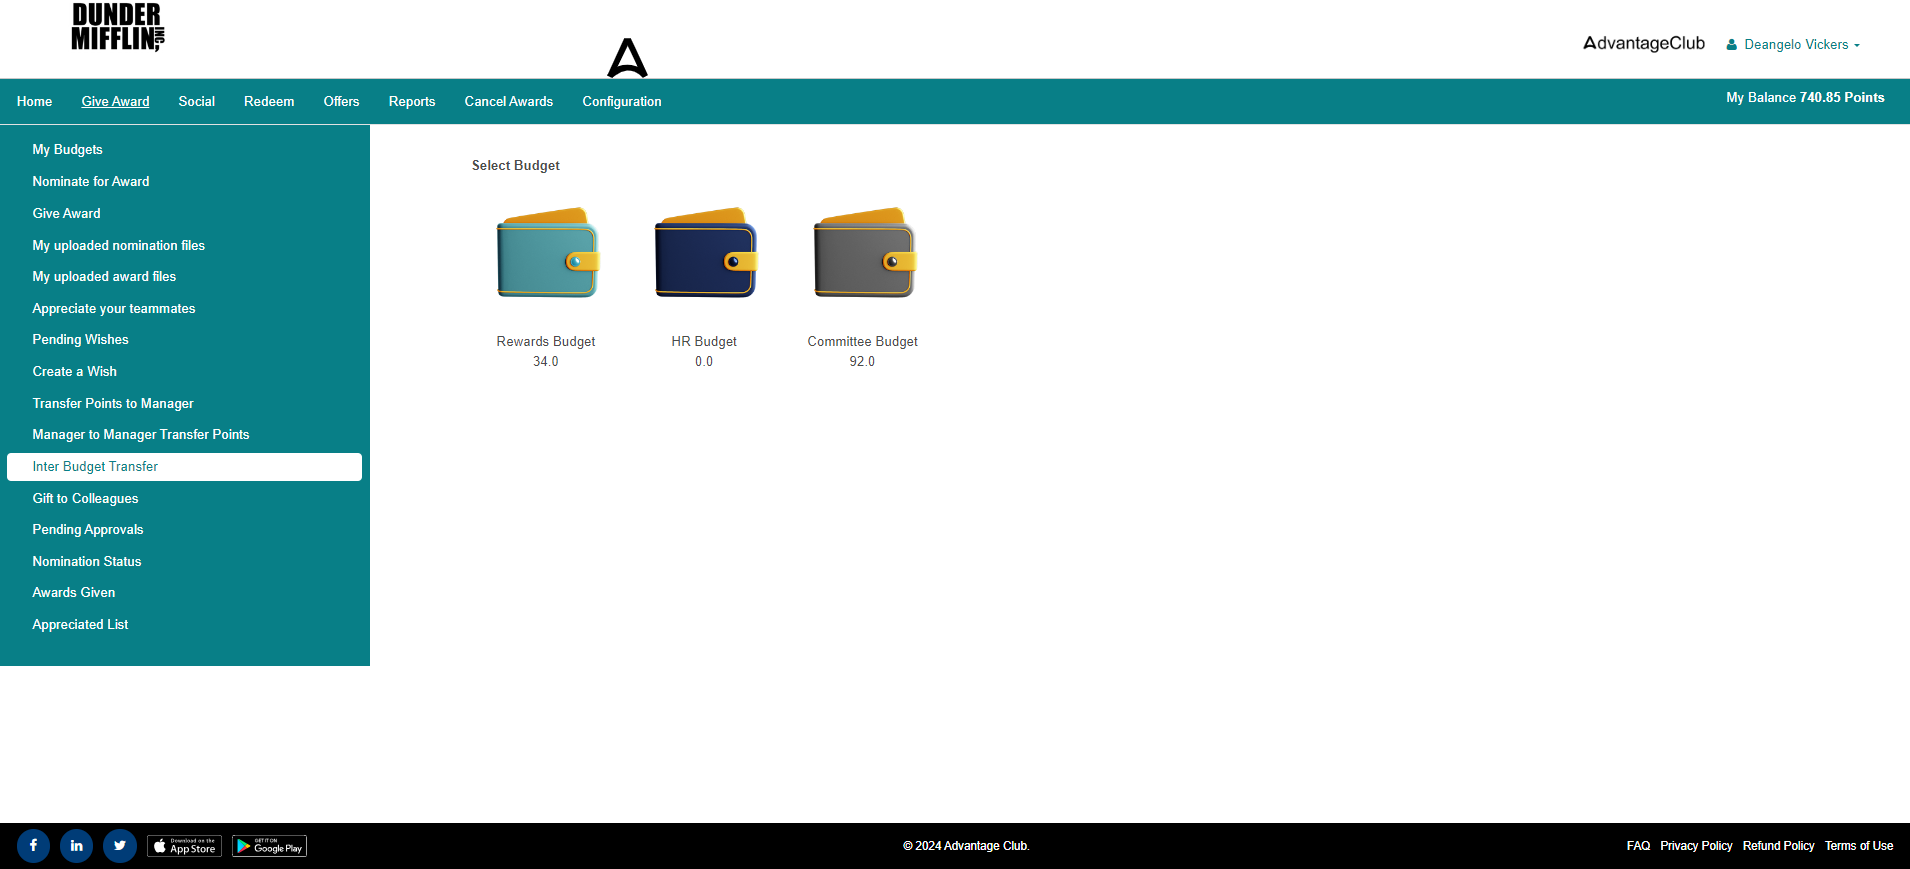 DUNDER
MIFFLIN INC,
AdvantageClub
Deangelo Vickers
Home
Give Award
Social
Redeem
Offers
Reports
Cancel Awards
Configuration
My Balance 740.85 Points
My Budgets
Nominate for Award
Give Award
My uploaded nomination files
My uploaded award files
Appreciate your teammates
Pending Wishes
Create a Wish
Transfer Points to Manager
Manager to Manager Transfer Points
Inter Budget Transfer
Gift to Colleagues
Pending Approvals
Nomination Status
Awards Given
Appreciated List
Select Budget
Rewards Budget
34.0
HR Budget
0.0
Committee Budget
92.0
Download on the
App Store
GET IT ON
Google Play
© 2024 Advantage Club.
FAQ
Privacy Policy
Refund Policy
Terms of Use